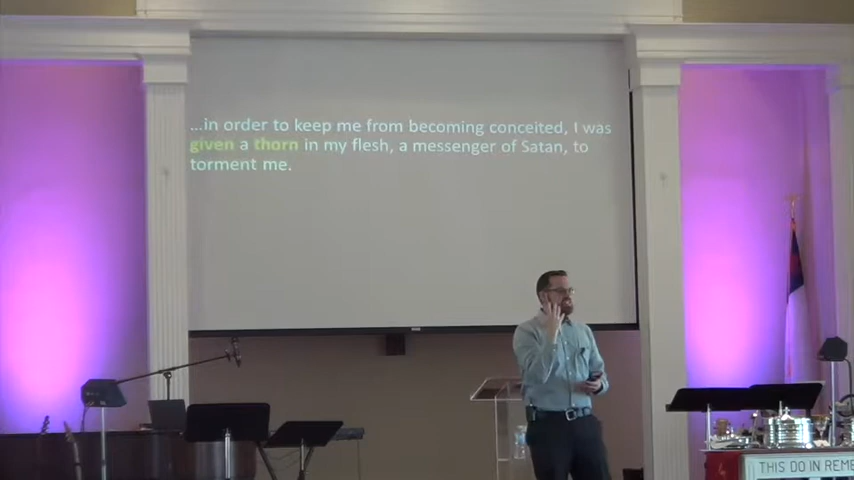 ...in order to keep me from becoming conceited, I was
given a thorn in my flesh, a messenger of Satan, to
torment me.
THIS DO IN REME